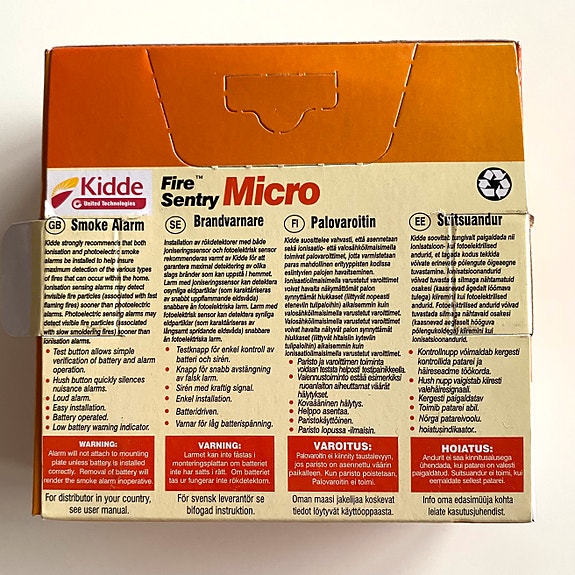 Kidde
United Technologies
Fire™
Sentry Micro
GB Smoke Alarm
Kidde strongly recommends that both
ionisation and photoelectric smoke
alarms be installed to help insure
maximum detection of the various types
of fires that can occur within the home.
Ionisation sensing alarms may detect
invisible fire particles (associated with
fast flaming fires) sooner than photoelectric
alarms. Photoelectric sensing alarms may
detect visible fire particles (associated
with slow smoldering fires) sooner than
ionisation alarms.
• Test button allows simple
verification of battery and alarm
operation.
• Hush button quickly silences
nuisance alarms.
• Loud alarm.
• Easy installation.
• Battery operated.
• Low battery warning indicator.
WARNING:
Alarm will not attach to mounting
plate unless battery is installed
correctly. Removal of battery will
render the smoke alarm inoperative.
For distributor in your country,
see user manual.
SE Brandvarnare
Installation av rökdetektorer med både
joniseringssensor och fotoelektrisk sensor
rekommenderas varmt av Kidde för att
garantera maximal detektering av olika
slags bränder som kan uppstå i hemmet.
Larm med joniseringssensor kan detektera
osynliga eldpartiklar (som karaktäriseras
av snabbt uppflammande eldsvåda)
snabbare än fotoelektriska larm. Larm med
fotoelektrisk sensor kan detektera synliga
eldpartiklar (som karaktäriseras av
långsamt spridande eldsvåda) snabbare
än fotoelektriska larm.
• Testknapp för enkel kontroll av
batteri och sirén.
• Knapp för snabb avstängning
av falsk larm.
• Siren med kraftig signal.
• Enkel installation.
• Batteridriven.
• Varnar för låg batterispänning.
VARNING:
Larmet kan inte fästas i
monteringsplattan om batteriet
inte har satts i rätt. Om batteriet
tas ur fungerar inte rökdetektorn.
För svensk leverantör se
bifogad instruktion.
FI Palovaroitin
Kidde suosittelee vahvasti, että asennetaan
sekä ionisaatio- että valosähköilmaisimella
toimivat palovaroittimet, jotta varmistetaan
paras mahdollinen erityyppisten kodissa
esiintyvien palojen havaitseminen.
Ionisaatioilmaisimella varustetut varoittimet
voivat havaita näkymättömät palon
synnyttämät hiukkaset (liittyvät nopeasti
eteneviin tulipaloihin) aikaisemmin kuin
valosähköilmaisimella varustetut varoittimet.
Valosähköilmaisimella varustetut varoittimet
voivat havaita näkyvät palon synnyttämät
hiukkaset (liittyvät hitaisiin kyteviin
tulipaloihin) aikaisemmin kuin
ionisaatioilmaisimella varustetut varoittimet.
• Paristo ja varoittimen toiminta
voidaan testata helposti testipainikkeella.
• Vaiennustoiminto estää esimerkiksi
ruoanlaiton aiheuttamat väärät
hälytykset.
• Kovaääninen hälytys.
• Helppo asentaa.
• Paristokäyttöinen.
• Paristo lopussa -ilmaisin.
VAROITUS:
Palovaroitin ei kiinnity taustalevyyn,
jos paristo on asennettu väärin
paikalleen. Kun paristo poistetaan,
Palovaroitin ei toimi.
Oman maasi jakelijaa koskevat
tiedot löytyvät käyttöoppaasta.
EE Suitsuandur
Kidde soovitab tungivalt paigaldada nii
ionisatsioon- kui fotoelektrilised
andurid, et tagada kodus tekkida
võivate erinevate põlengute õigeaegne
tuvastamine. Ionisatsioonandurid
võivad tuvasta silmaga nähtamatud
osakesi (kaasnevad ägedalt lööõmava
tulega) kiiremini kui fotoelektrilised
andurid. Fotoelektrilised andurid võivad
tuvastada silmaga nähtavaid osakesi
(kaasnevad aeglaselt hõõguva
põlengukoldega) kiiremini kui
ionisatsioonandurid.
• Kontrollnupp võimaldab kergesti
kontrollida patarei ja
häireseadme töökorda.
• Hush nupp vaigistab kiiresti
valehäiresignaali.
• Kergesti paigaldatav
• Toimib patarei abil.
• Nõrga patareivoolu.
• hoiatusindikaator..
HOIATUS:
Andurit ei saa kinnitusalusega
ühendada, kui patarei on valesti
paigaldatud. Suitsuandur ei toimi, kui
eemaldate sellest patarei.
Info oma edasimüüja kohta
leiate kasutusjuhendist.